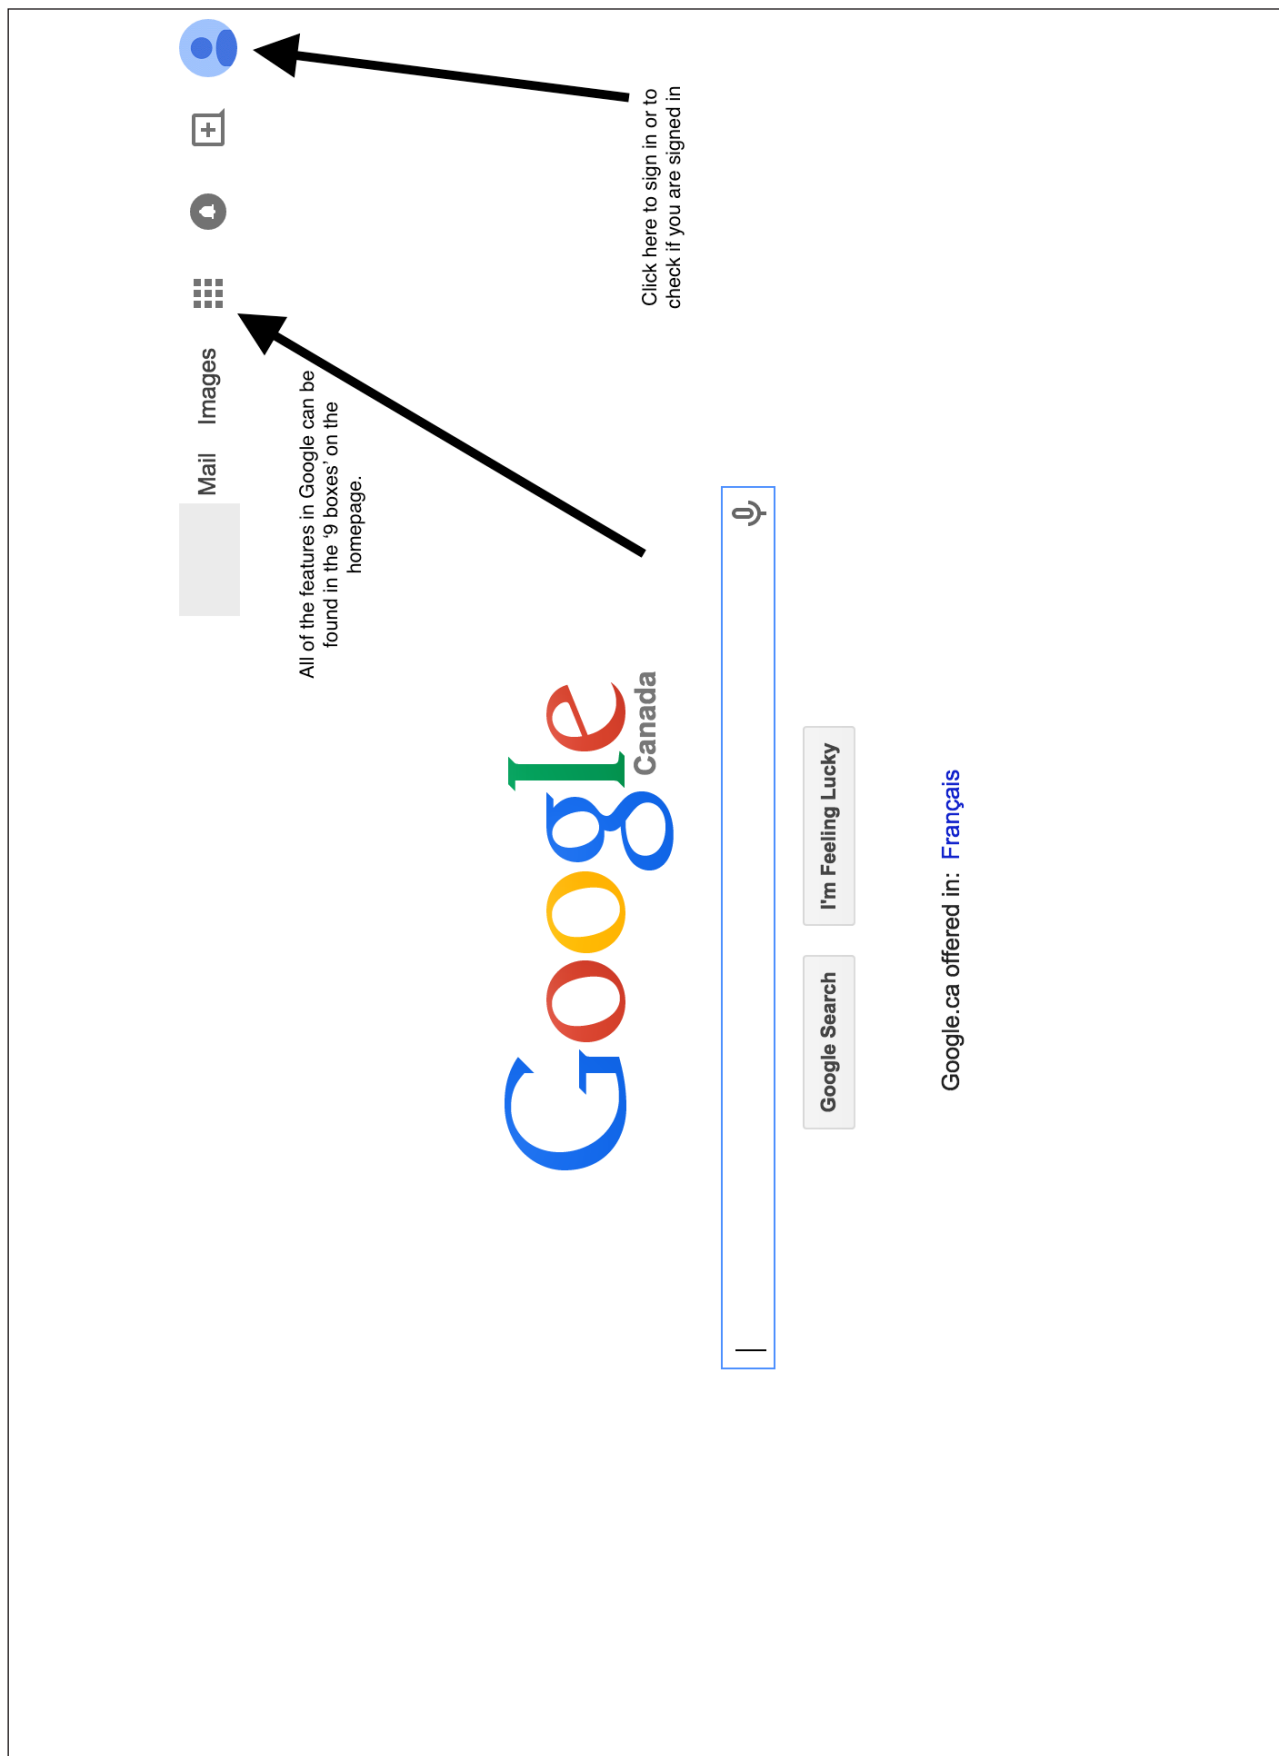 Mail Images
All of the features in Google can be
found in the ‘9 boxes’ on the
homepage.
Click here to sign in or to
check if you are signed in
Google
Canada
Google Search I'm Feeling Lucky
Google.ca offered in: Français